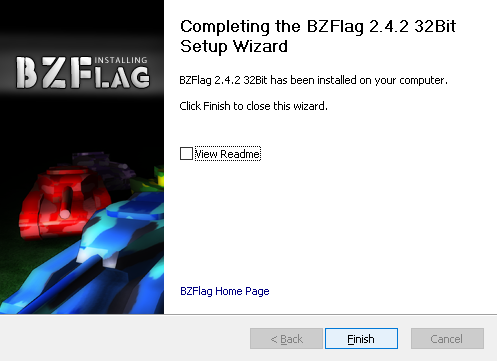 INSTALLING
BZFLAG
Completing the BZFlag 2.4.2 32Bit
Setup Wizard
BZFlag 2.4.2 32Bit has been installed on your computer.
Click Finish to close this wizard.
View Readme
BZFlag Home Page
< Back
Finish
Cancel